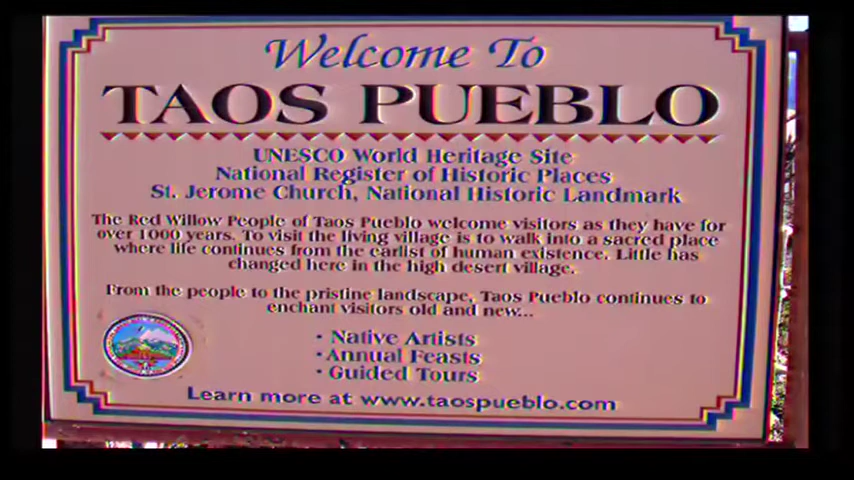 Welcome To
TAOS PUEBLO
UNESCO World Heritage Site
National Register of Historic Places
St. Jerome Church, National Historic Landmark
The Red Willow People of Taos Pueblo welcome visitors as they have for
over 1000 years. To visit the living village is to walk into a sacred place
where life continues from the earlist of human existence. Little has
changed here in the high desert village.
From the people to the pristine landscape, Taos Pueblo continues to
enchant visitors old and new...
• Native Artists
• Annual Feasts
• Guided Tours
Learn more at www.taospueblo.com